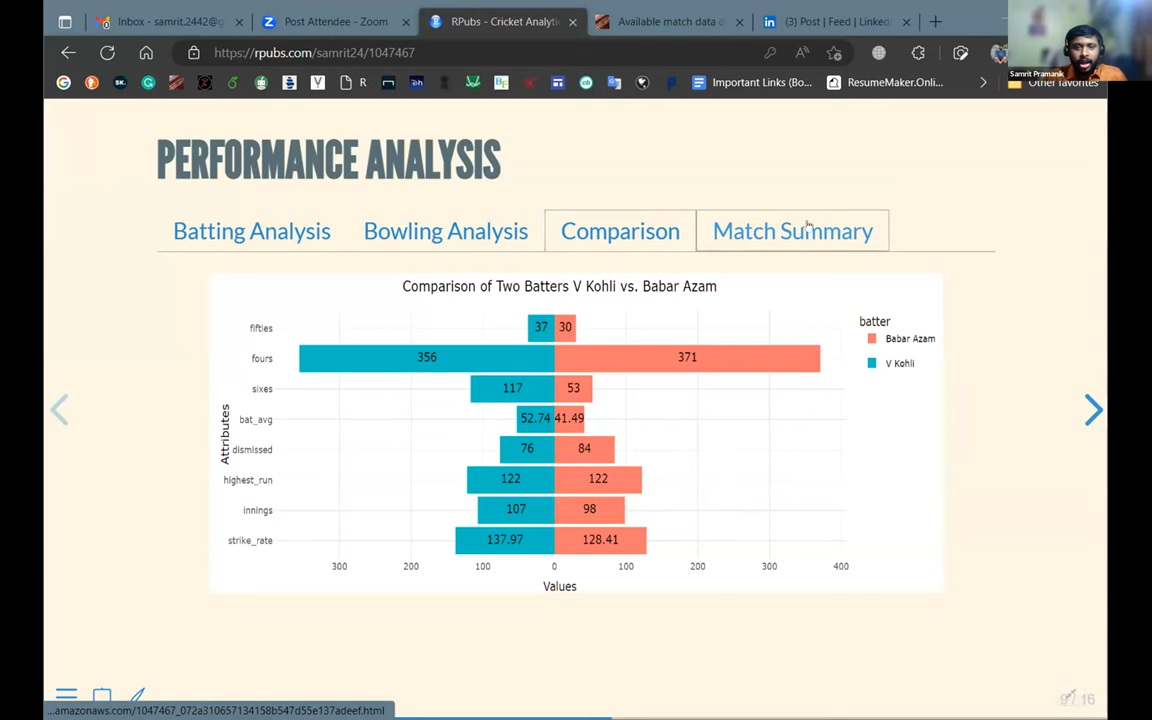 Inbox - samrit.2442@g
Post Attendee - Zoom
RPubs - Cricket Analyti
Available match data d
(3) Post | Feed | Linked
https://rpubs.com/samrit24/1047467
Samrit Pramanik
R
Important Links (Bo...
ResumeMaker.Onli...
Other favorites
PERFORMANCE ANALYSIS
Batting Analysis
Bowling Analysis
Comparison
Match Summary
Comparison of Two Batters V Kohli vs. Babar Azam
batter
Babar Azam
V Kohli
Attributes
fifties 37 30
fours 356 371
sixes 117 53
bat_avg 52.74 41.49
dismissed 76 84
highest_run 122 122
innings 107 98
strike_rate 137.97 128.41
300 200 100 0 100 200 300 400
Values
9 / 16
...amazonaws.com/1047467_072a310657134158b547d55e137adeef.html